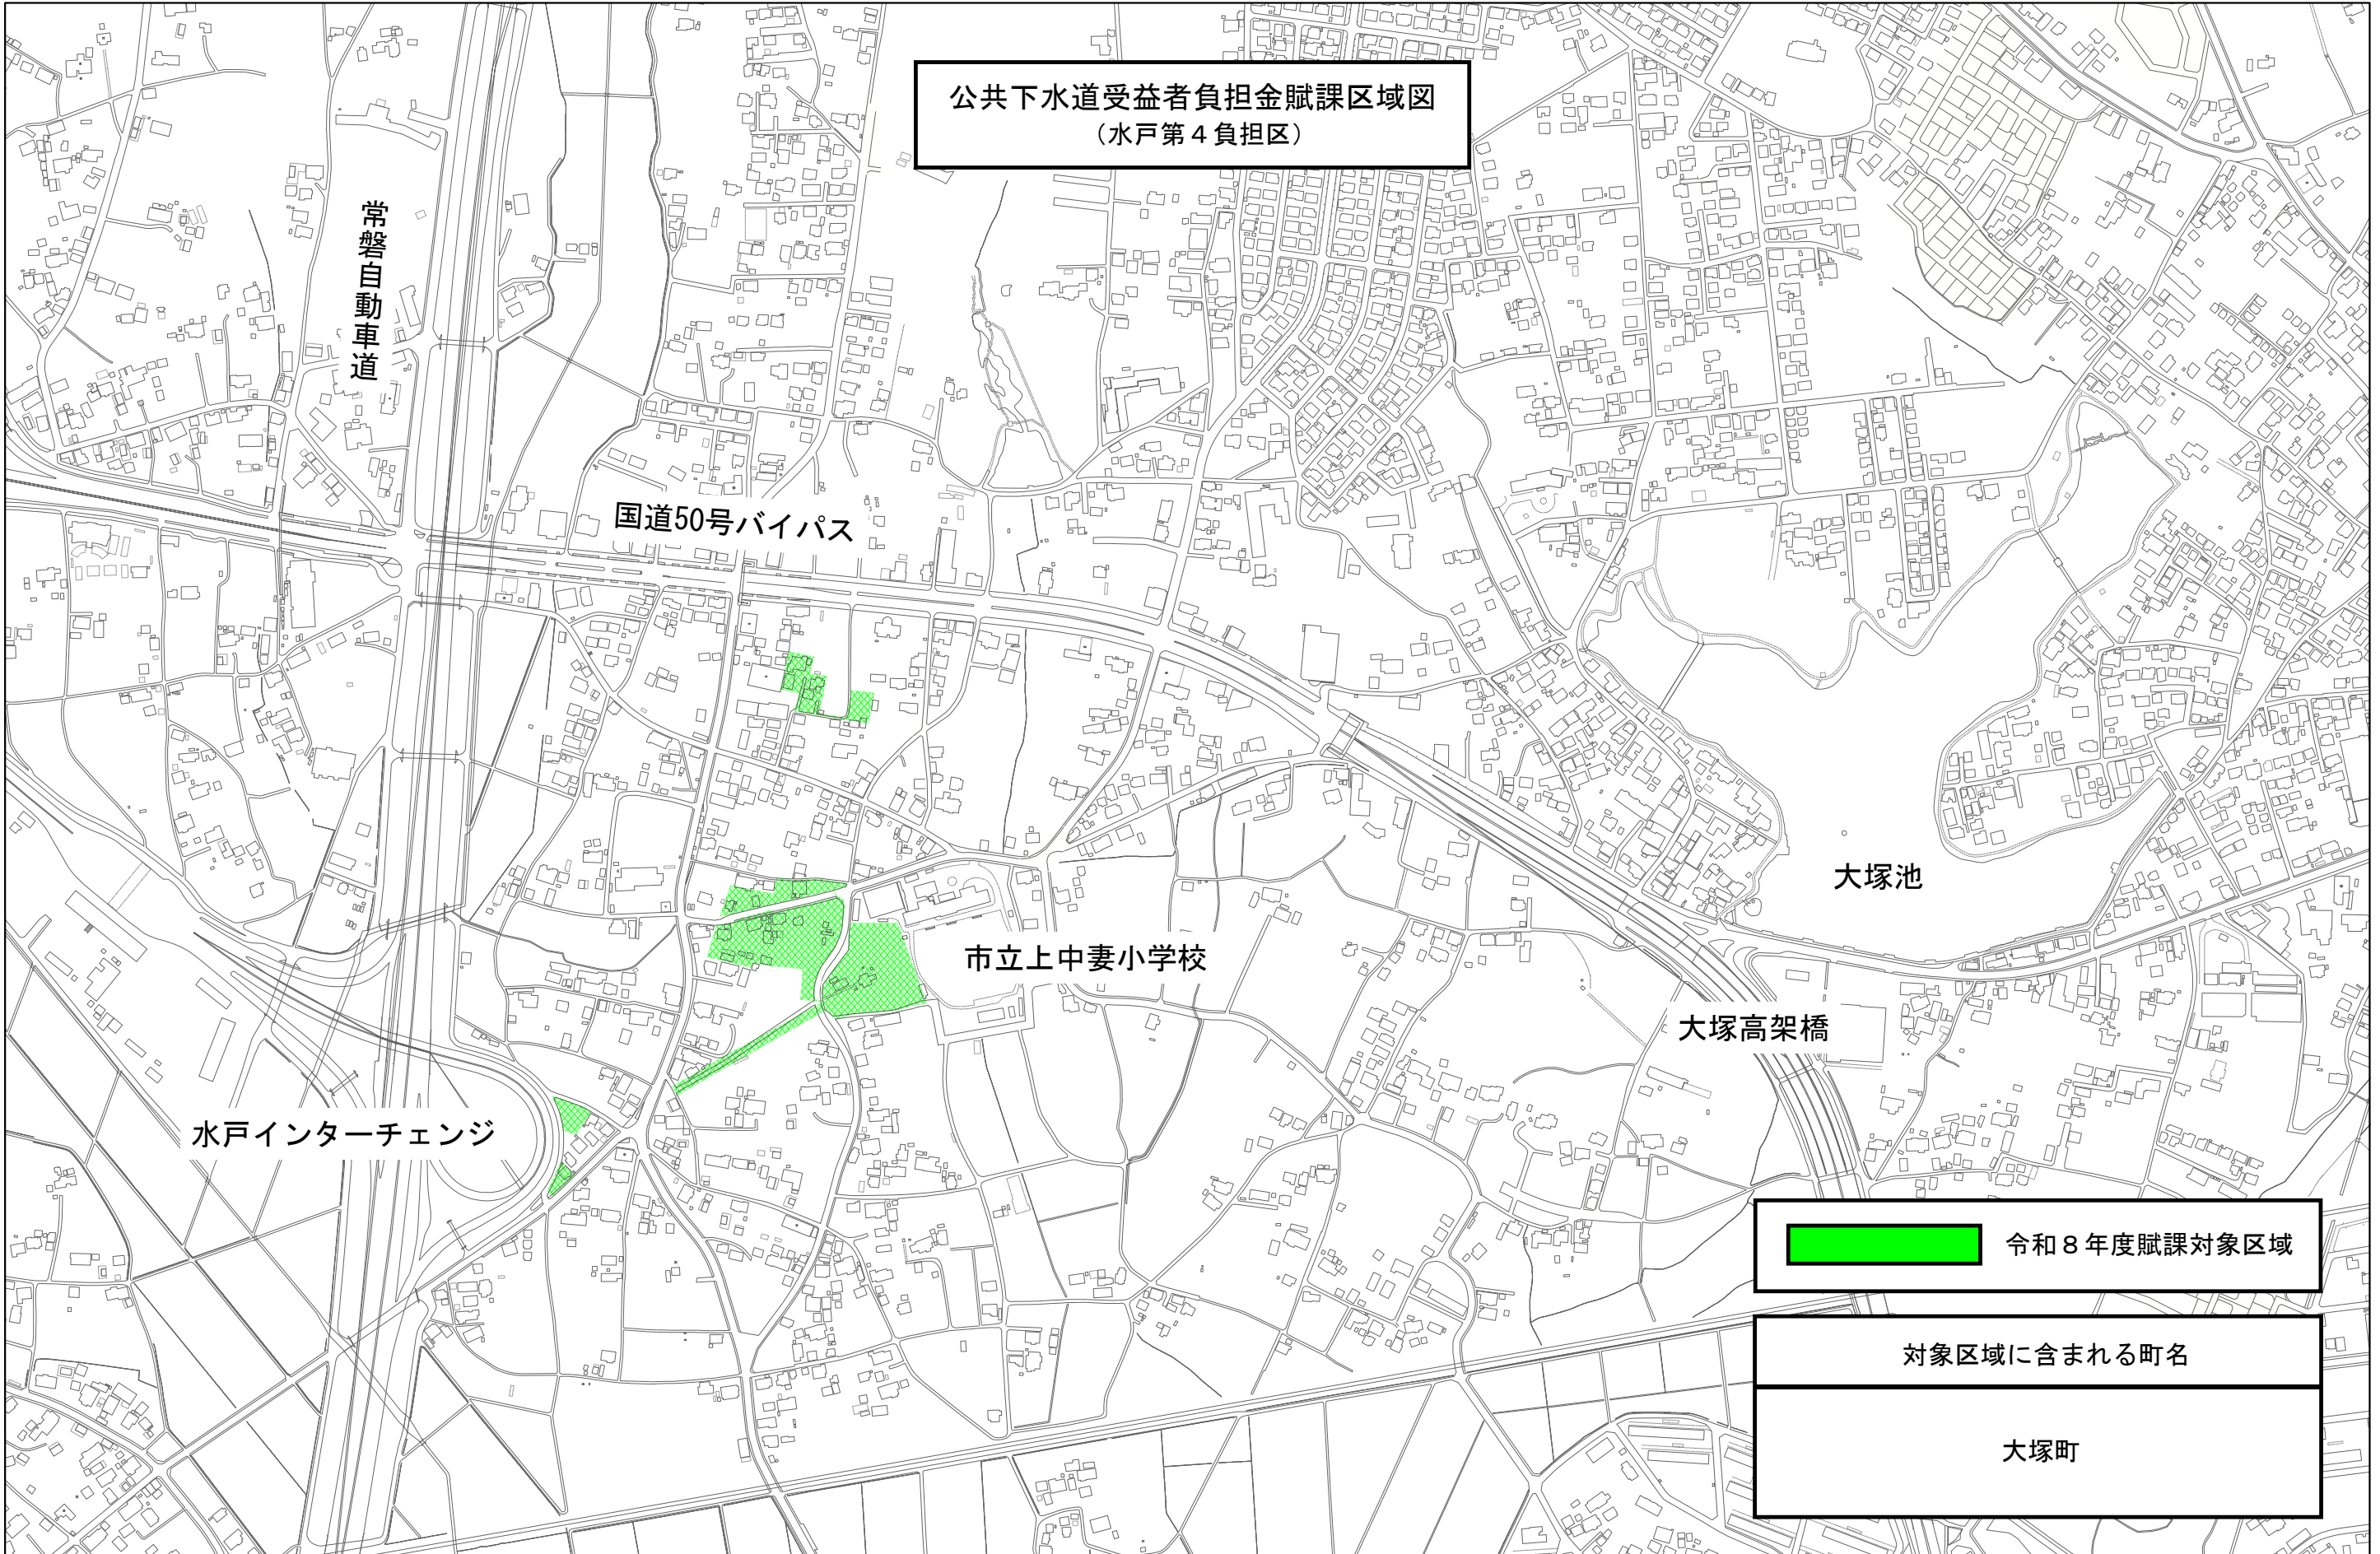 公共下水道受益者負担金賦課区域図
（水戸第４負担区）
常磐自動車道
国道50号バイパス
大塚池
市立上中妻小学校
大塚高架橋
水戸インターチェンジ
令和８年度賦課対象区域
対象区域に含まれる町名
大塚町